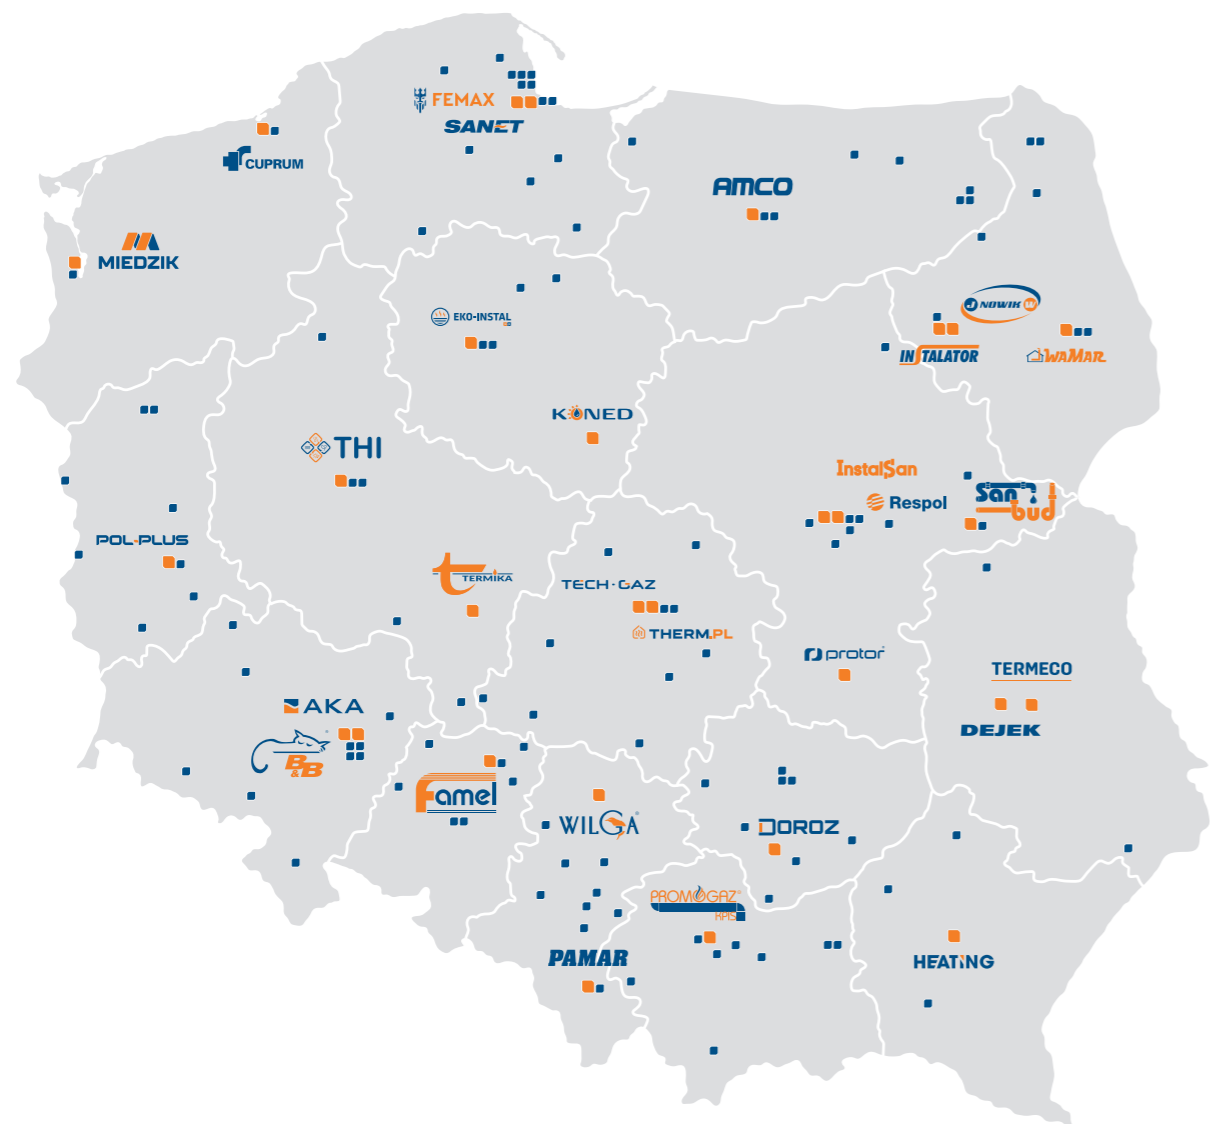 FEMAX
SANET
CUPRUM
AMCO
MIEDZIK
NOWIK
J
W
EKO-INSTAL
INSTALATOR
WAMAR
KONED
THI
InstalSan
Respol
San
bud
POL-PLUS
TERMIKA
TECH·GAZ
THERM.PL
protor
TERMECO
AKA
DEJEK
B&B
Famel
WILGA
DOROZ
PROMOGAZ
KPIS
PAMAR
HEATING